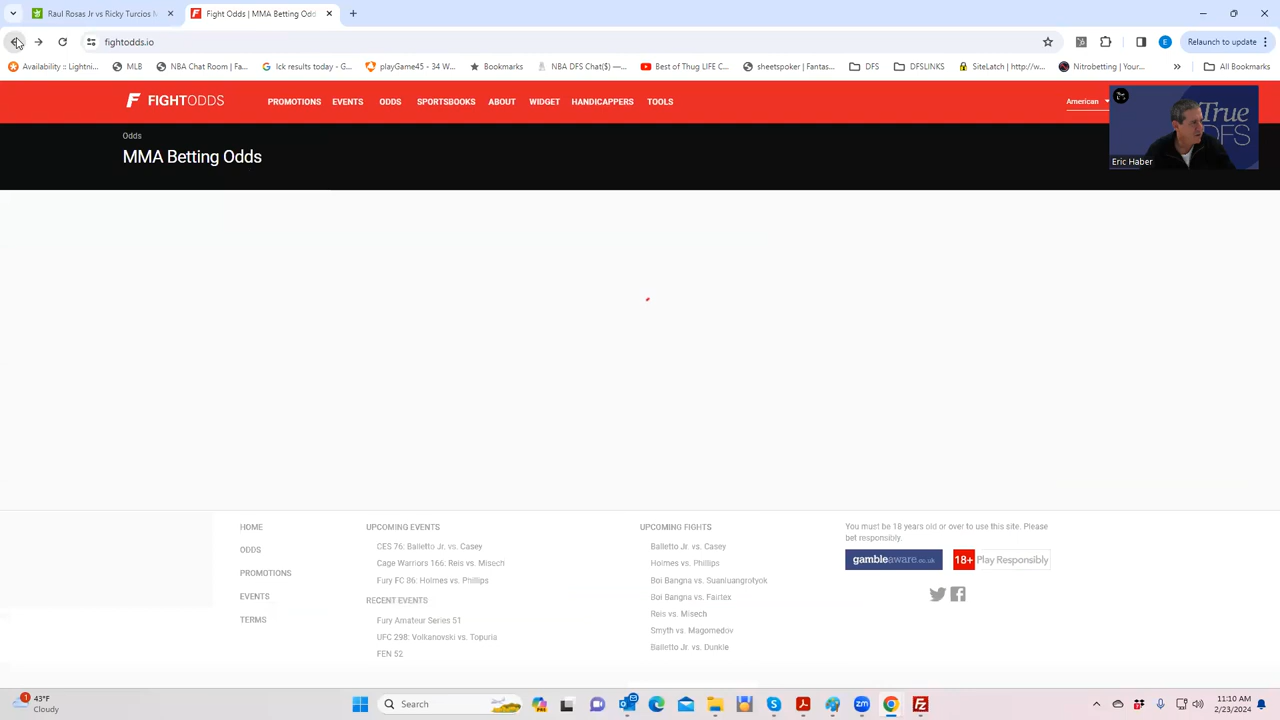 Raul Rosas Jr vs Ricky Turcios M
Fight Odds | MMA Betting Odd
fightodds.io
E
Relaunch to update
Availability :: Lightni...
MLB
NBA Chat Room | Fa...
lck results today - G...
playGame45 - 34 W...
Bookmarks
NBA DFS Chat($)—...
Best of Thug LIFE C...
sheetspoker | Fantas...
DFS
DFSLINKS
SiteLatch | http://w...
Nitrobetting | Your...
»
All Bookmarks
FIGHTODDS
PROMOTIONS
EVENTS
ODDS
SPORTSBOOKS
ABOUT
WIDGET
HANDICAPPERS
TOOLS
American
True
DFS
Eric Haber
Odds
MMA Betting Odds
HOME
ODDS
PROMOTIONS
EVENTS
TERMS
UPCOMING EVENTS
CES 76: Balletto Jr. vs. Casey
Cage Warriors 166: Reis vs. Misech
Fury FC 86: Holmes vs. Phillips
RECENT EVENTS
Fury Amateur Series 51
UFC 298: Volkanovski vs. Topuria
FEN 52
UPCOMING FIGHTS
Balletto Jr. vs. Casey
Holmes vs. Phillips
Boi Bangna vs. Suanluangrotyok
Boi Bangna vs. Fairtex
Reis vs. Misech
Smyth vs. Magomedov
Balletto Jr. vs. Dunkle
You must be 18 years old or over to use this site. Please
bet responsibly.
gambleaware.co.uk
18+ Play Responsibly
1
43°F
Cloudy
Search
zm
11:10 AM
2/23/2024